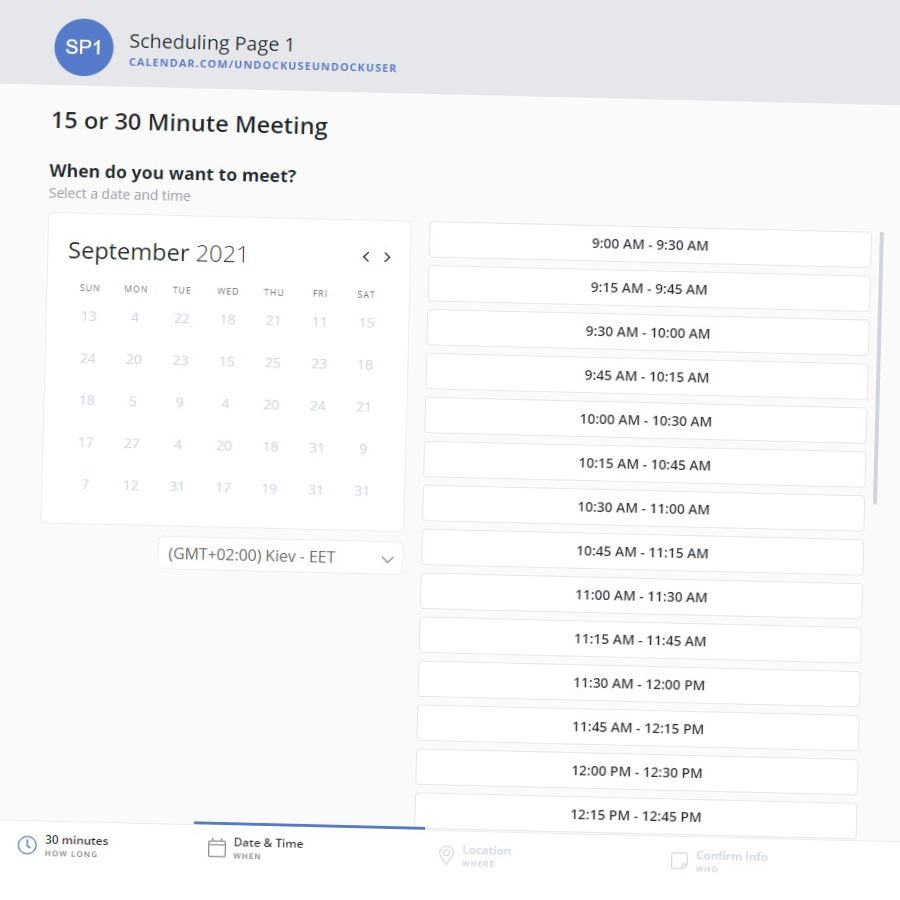 SP1
Scheduling Page 1
CALENDAR.COM/UNDOCKUSEUNDOCKUSER
15 or 30 Minute Meeting
When do you want to meet?
Select a date and time
September 2021
SUN MON TUE WED THU FRI SAT
13 4 22 18 21 11 15
24 20 23 15 25 23 18
18 5 9 4 20 24 21
17 27 4 20 18 31 9
7 12 31 17 19 31 31
(GMT+02:00) Kiev - EET
9:00 AM - 9:30 AM
9:15 AM - 9:45 AM
9:30 AM - 10:00 AM
9:45 AM - 10:15 AM
10:00 AM - 10:30 AM
10:15 AM - 10:45 AM
10:30 AM - 11:00 AM
10:45 AM - 11:15 AM
11:00 AM - 11:30 AM
11:15 AM - 11:45 AM
11:30 AM - 12:00 PM
11:45 AM - 12:15 PM
12:00 PM - 12:30 PM
12:15 PM - 12:45 PM
30 minutes
HOW LONG
Date & Time
WHEN
Location
WHERE
Confirm Info
WHO